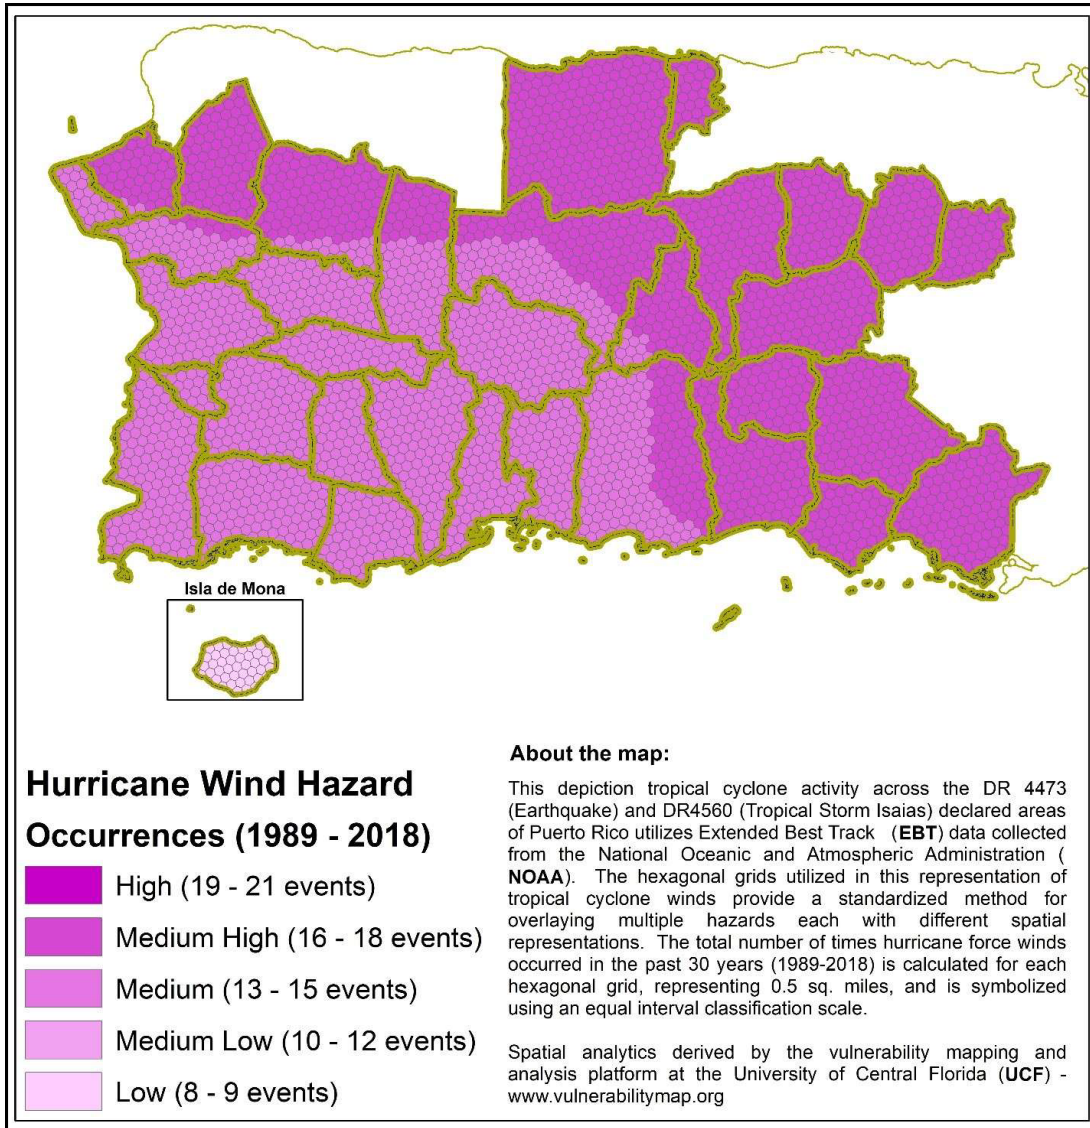 Isla de Mona
Hurricane Wind Hazard
Occurrences (1989 - 2018)
High (19 - 21 events)
Medium High (16 - 18 events)
Medium (13 - 15 events)
Medium Low (10 - 12 events)
Low (8 - 9 events)
About the map:
This depiction tropical cyclone activity across the DR 4473
(Earthquake) and DR4560 (Tropical Storm Isaias) declared areas
of Puerto Rico utilizes Extended Best Track (EBT) data collected
from the National Oceanic and Atmospheric Administration (
NOAA). The hexagonal grids utilized in this representation of
tropical cyclone winds provide a standardized method for
overlaying multiple hazards each with different spatial
representations. The total number of times hurricane force winds
occurred in the past 30 years (1989-2018) is calculated for each
hexagonal grid, representing 0.5 sq. miles, and is symbolized
using an equal interval classification scale.
Spatial analytics derived by the vulnerability mapping and
analysis platform at the University of Central Florida (UCF) -
www.vulnerabilitymap.org